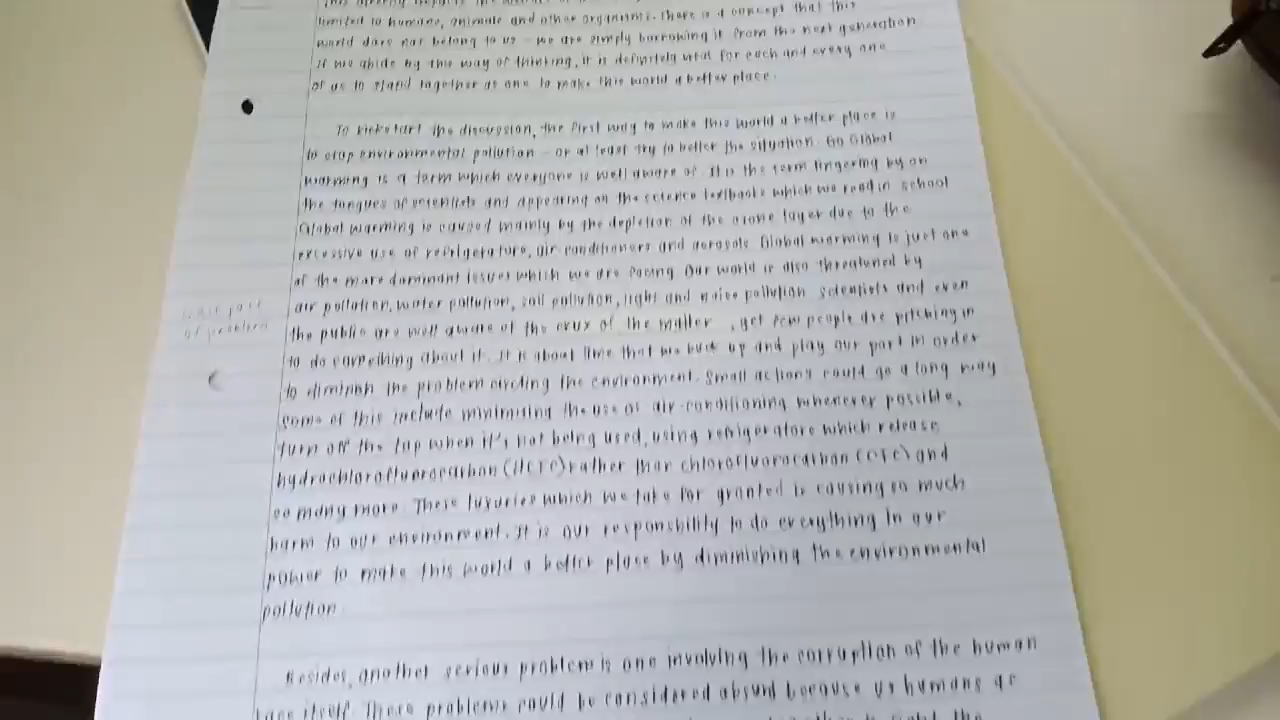 limited to humans, animals and other organisms. There is a concept that this
world does not belong to us - we are simply borrowing it from the next generation
If we abide by this way of thinking, it is definitely vital for each and every one
of us to stand together as one to make this world a better place.
To kickstart the discussion, the first way to make this world a better place is
to stop environmental pollution - or at least try to better the situation. Go Global
warming is a term which everyone is well aware of. It is the term lingering by on
the tongues of scientists and appearing on the science textbooks which we read in school
Global warming is caused mainly by the depletion of the ozone layer due to the
excessive use of refrigerators, air conditioners and aerosols. Global warming is just one
of the more dominant issues which we are facing. Our world is also threatened by
air pollution, water pollution, soil pollution, light and noise pollution scientists and even
the public are well aware of the crux of the matter , yet few people are pitching in
to do something about it. It is about time that we buck up and play our part in order
to diminish the problem circling the environment. Small actions could go a long way
some of this include minimising the use of air-conditioning whenever possible,
turn off the tap when it's not being used, using refrigerators which release
hydrochlorofluorocarbon (HCFC) rather than chlorofluorocarbon (CFC) and
so many more. These luxuries which we take for granted is causing so much
harm to our environment. It is our responsibility to do everything in our
power to make this world a better place by diminishing the environmental
pollution
Besides, another serious problem is one involving the corruption of the human
race itself. These problems could be considered absurd because us humans are
of problem